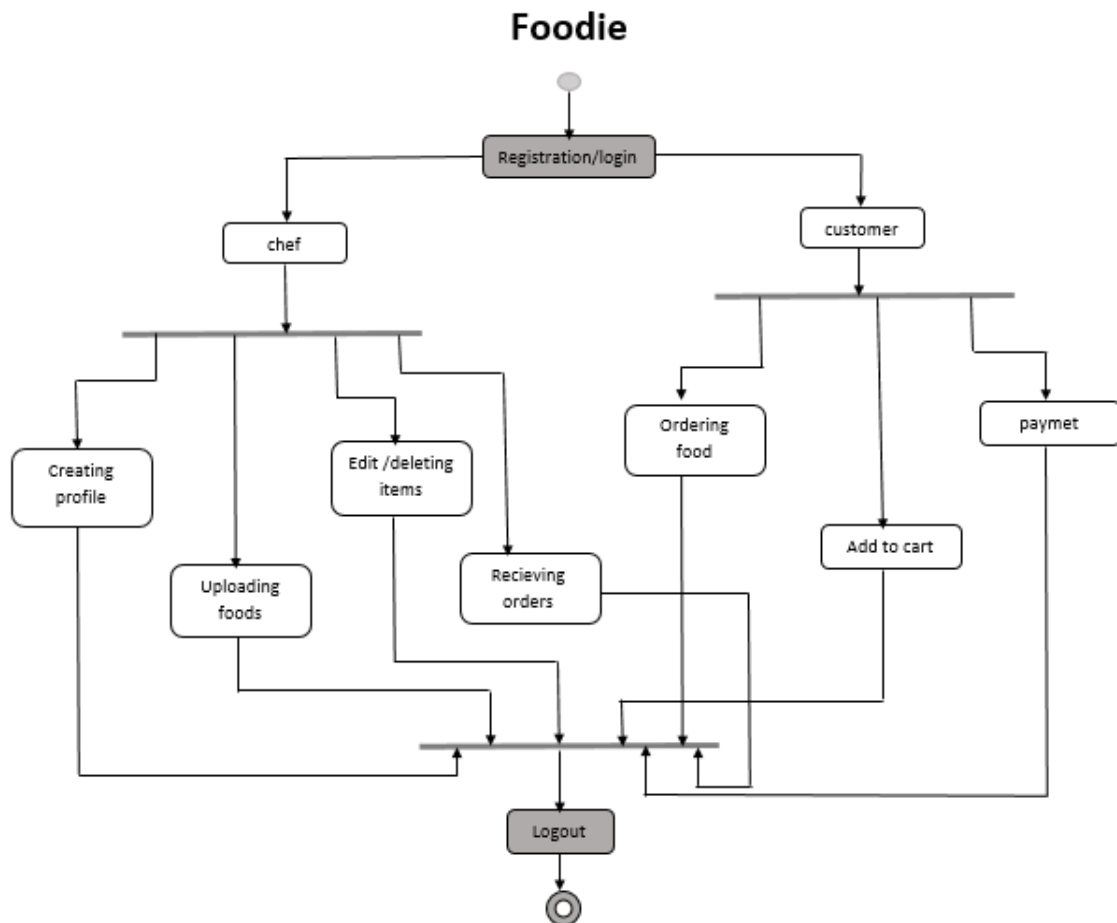 Foodie
Registration/login
chef
customer
Ordering
food
paymet
Creating
profile
Edit /deleting
items
Add to cart
Uploading
foods
Recieving
orders
Logout